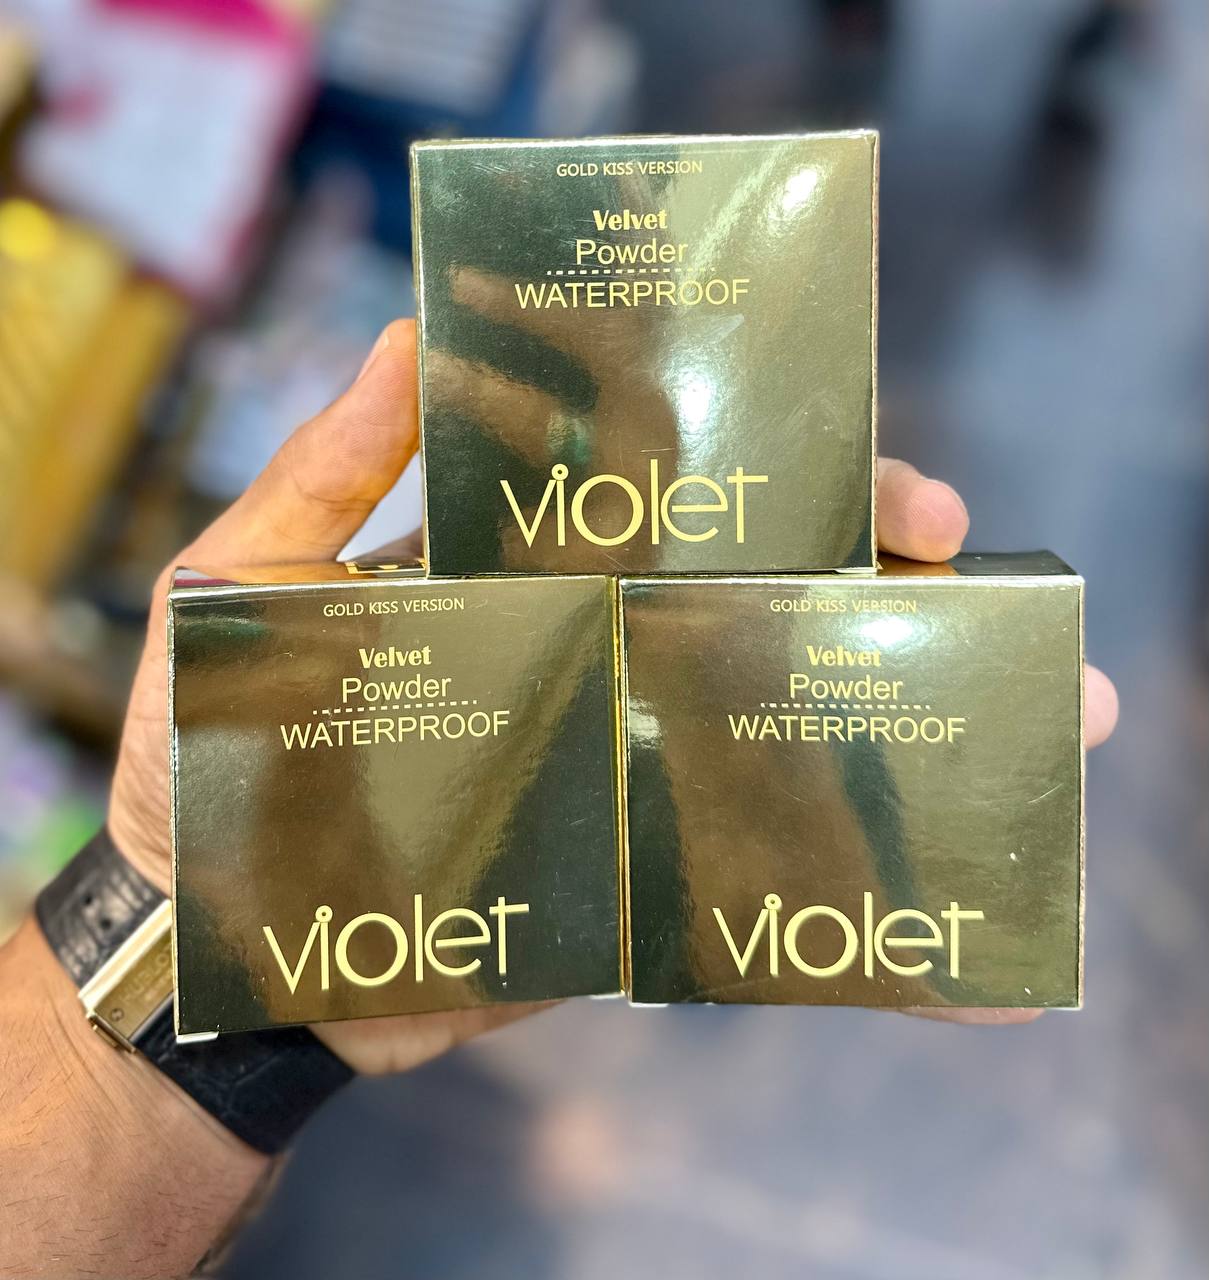 GOLD KISS VERSION
Velvet
Powder
WATERPROOF
violet
GOLD KISS VERSION
Velvet
Powder
WATERPROOF
violet
GOLD KISS VERSION
Velvet
Powder
WATERPROOF
violet